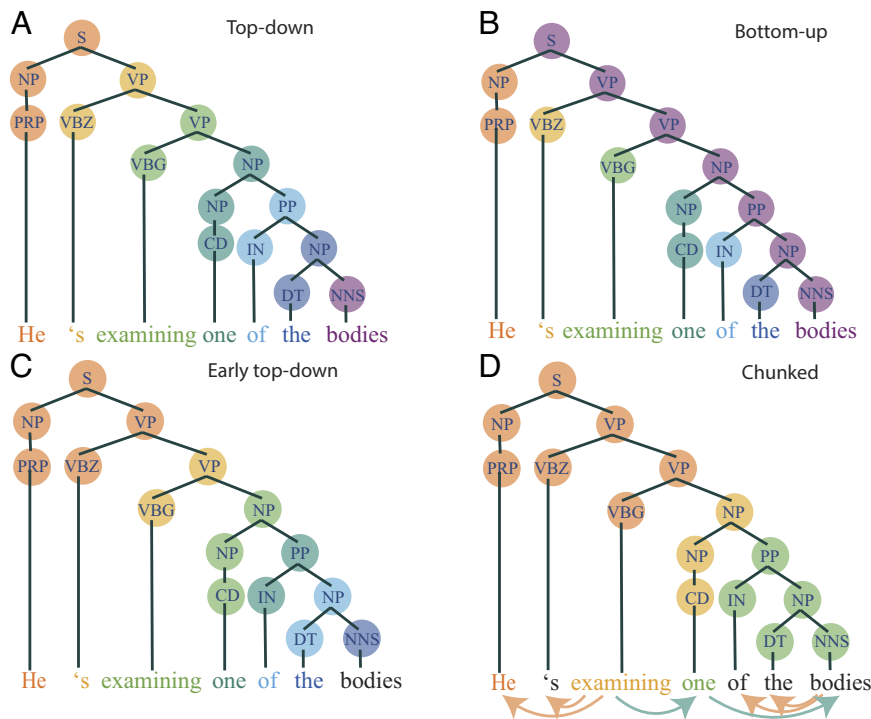 A Top-down
S
NP VP
PRP VBZ VP
VBG NP
NP PP
CD IN NP
DT NNS
He ‘s examining one of the bodies
B Bottom-up
S
NP VP
PRP VBZ VP
VBG NP
NP PP
CD IN NP
DT NNS
He ‘s examining one of the bodies
C Early top-down
S
NP VP
PRP VBZ VP
VBG NP
NP PP
CD IN NP
DT NNS
He ‘s examining one of the bodies
D Chunked
S
NP VP
PRP VBZ VP
VBG NP
NP PP
CD IN NP
DT NNS
He ‘s examining one of the bodies